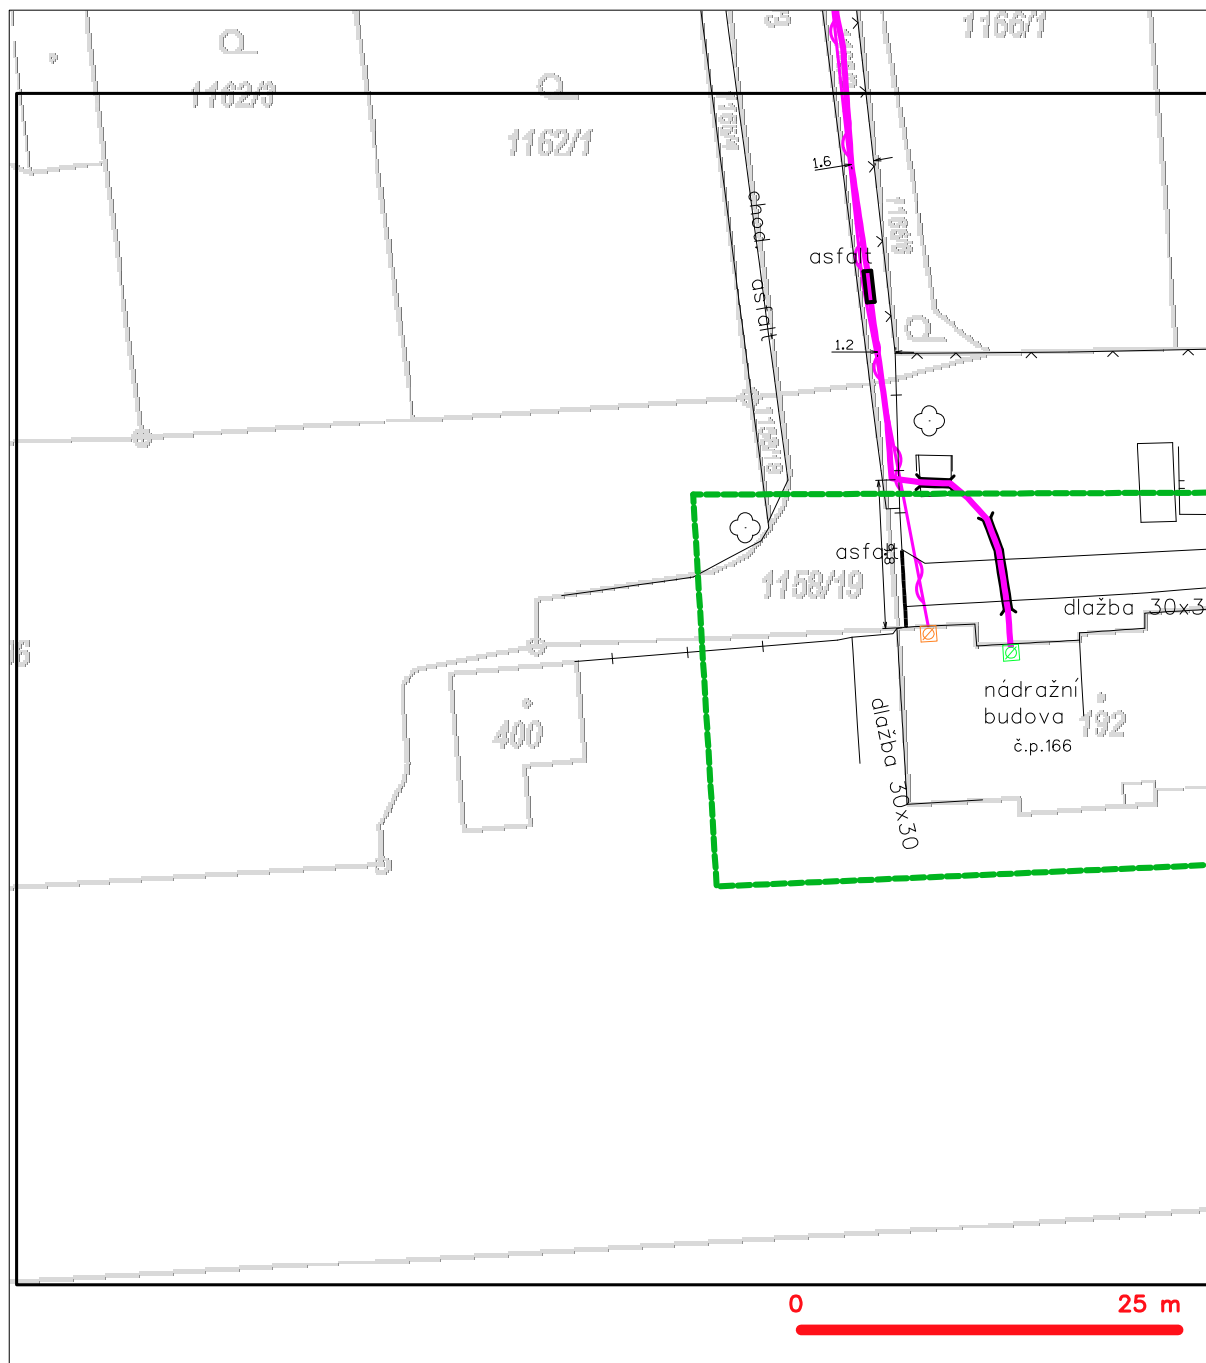 1166/1
1162/3
1162/1
1.6
chod. asfalt
asfalt
1.2
asfalt
1158/19
dlažba 30x3
nádražní
budova
192
č.p.166
400
dlažba 30x30
0
25 m